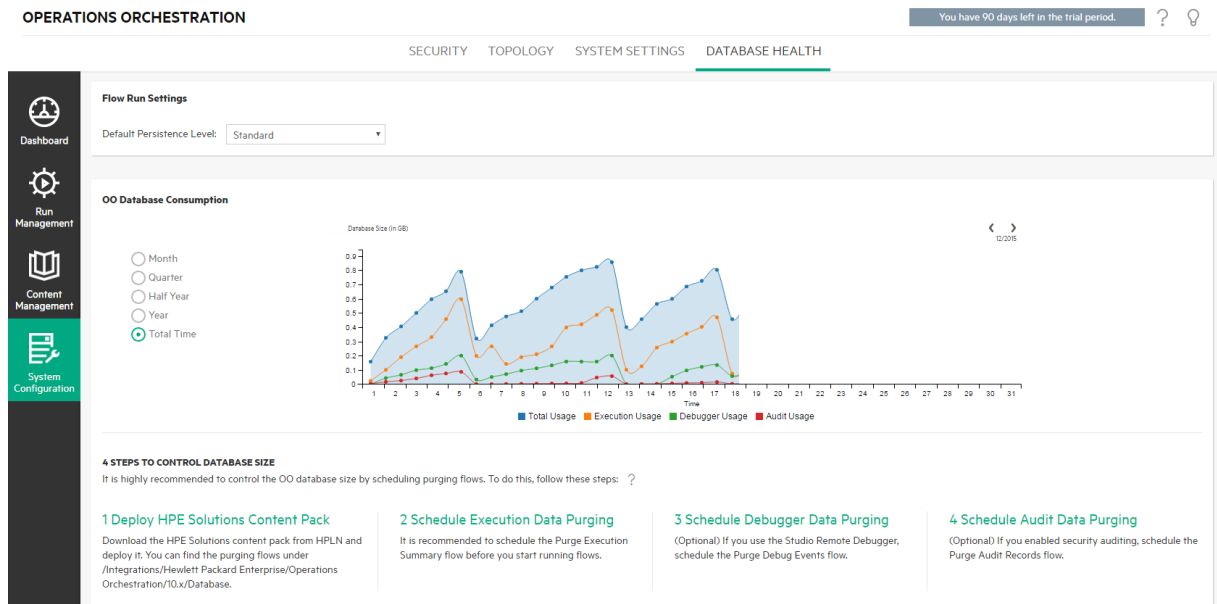 OPERATIONS ORCHESTRATION
You have 90 days left in the trial period.
SECURITY TOPOLOGY SYSTEM SETTINGS DATABASE HEALTH
Dashboard
Run
Management
Content
Management
System
Configuration
Flow Run Settings
Default Persistence Level: Standard
OO Database Consumption
Month
Quarter
Half Year
Year
Total Time
Database Size (in GB)
12/2015
0.9
0.8
0.7
0.6
0.5
0.4
0.3
0.2
0.1
0
1 2 3 4 5 6 7 8 9 10 11 12 13 14 15 16 17 18 19 20 21 22 23 24 25 26 27 28 29 30 31
Time
Total Usage Execution Usage Debugger Usage Audit Usage
4 STEPS TO CONTROL DATABASE SIZE
It is highly recommended to control the OO database size by scheduling purging flows. To do this, follow these steps: ?
1 Deploy HPE Solutions Content Pack
Download the HPE Solutions content pack from HPLN and
deploy it. You can find the purging flows under
/Integrations/Hewlett Packard Enterprise/Operations
Orchestration/10.x/Database.
2 Schedule Execution Data Purging
It is recommended to schedule the Purge Execution
Summary flow before you start running flows.
3 Schedule Debugger Data Purging
(Optional) If you use the Studio Remote Debugger,
schedule the Purge Debug Events flow.
4 Schedule Audit Data Purging
(Optional) If you enabled security auditing, schedule the
Purge Audit Records flow.